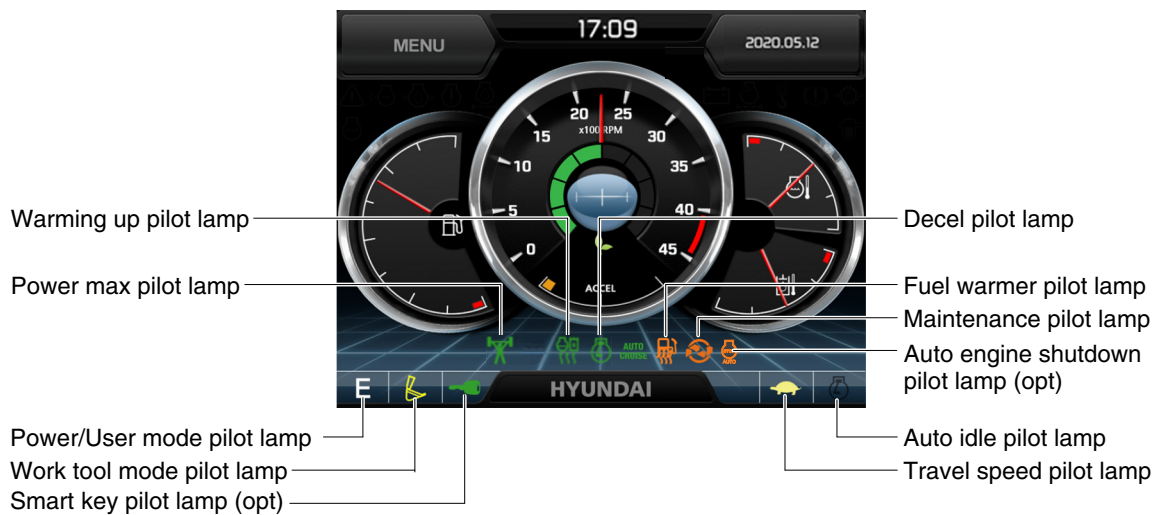 MENU
17:09
2020.05.12
20 25
x100 RPM
15
30
10
35
5
40
0
45
ACCEL
Warming up pilot lamp
Decel pilot lamp
Power max pilot lamp
Fuel warmer pilot lamp
Maintenance pilot lamp
AUTO
CRUISE
AUTO
Auto engine shutdown
pilot lamp (opt)
E
HYUNDAI
Power/User mode pilot lamp
Auto idle pilot lamp
Work tool mode pilot lamp
Travel speed pilot lamp
Smart key pilot lamp (opt)